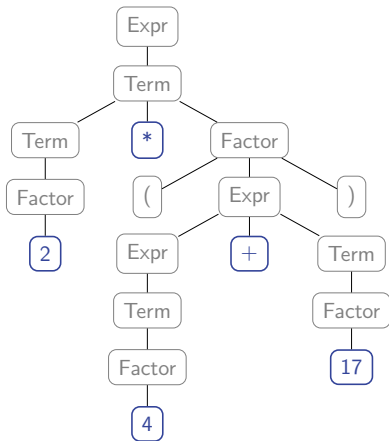 Expr
Term
Term * Factor
Factor ( Expr )
2 Expr + Term
Term Factor
Factor 17
4